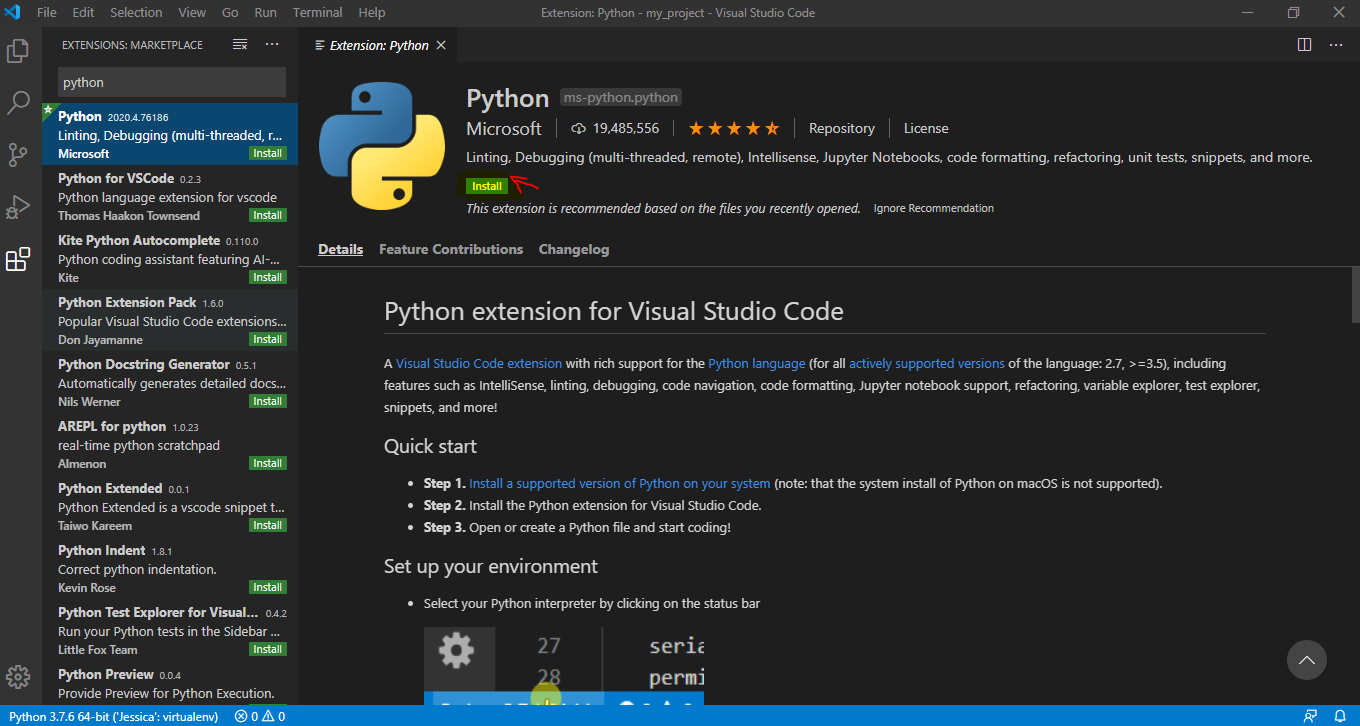 File Edit Selection View Go Run Terminal Help
Extension: Python - my_project - Visual Studio Code
EXTENSIONS: MARKETPLACE
python
Python 2020.4.76186
Linting, Debugging (multi-threaded, r...
Microsoft Install
Python for VSCode 0.2.3
Python language extension for vscode
Thomas Haakon Townsend Install
Kite Python Autocomplete 0.110.0
Python coding assistant featuring AI-...
Kite Install
Python Extension Pack 1.6.0
Popular Visual Studio Code extensions...
Don Jayamanne Install
Python Docstring Generator 0.5.1
Automatically generates detailed docs...
Nils Werner Install
AREPL for python 1.0.23
real-time python scratchpad
Almenon Install
Python Extended 0.0.1
Python Extended is a vscode snippet t...
Taiwo Kareem Install
Python Indent 1.8.1
Correct python indentation.
Kevin Rose Install
Python Test Explorer for Visual... 0.4.2
Run your Python tests in the Sidebar ...
Little Fox Team Install
Python Preview 0.0.4
Provide Preview for Python Execution.
Extension: Python
Python ms-python.python
Microsoft 19,485,556 Repository License
Linting, Debugging (multi-threaded, remote), Intellisense, Jupyter Notebooks, code formatting, refactoring, unit tests, snippets, and more.
Install
This extension is recommended based on the files you recently opened. Ignore Recommendation
Details Feature Contributions Changelog
Python extension for Visual Studio Code
A Visual Studio Code extension with rich support for the Python language (for all actively supported versions of the language: 2.7, >=3.5), including
features such as IntelliSense, linting, debugging, code navigation, code formatting, Jupyter notebook support, refactoring, variable explorer, test explorer,
snippets, and more!
Quick start
• Step 1. Install a supported version of Python on your system (note: that the system install of Python on macOS is not supported).
• Step 2. Install the Python extension for Visual Studio Code.
• Step 3. Open or create a Python file and start coding!
Set up your environment
• Select your Python interpreter by clicking on the status bar
27 seria
28 permi
Python 3.7.6 64-bit ('Jessica': virtualenv) 0 0